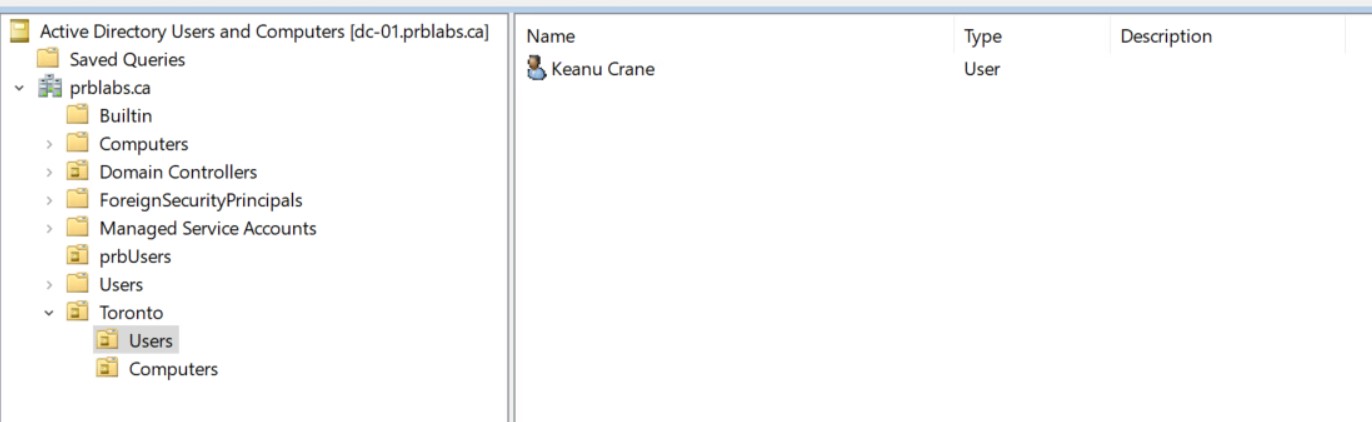 Active Directory Users and Computers [dc-01.prblabs.ca]
Saved Queries
prblabs.ca
Builtin
Computers
Domain Controllers
ForeignSecurityPrincipals
Managed Service Accounts
prbUsers
Users
Toronto
Users
Computers
Name Type Description
Keanu Crane User